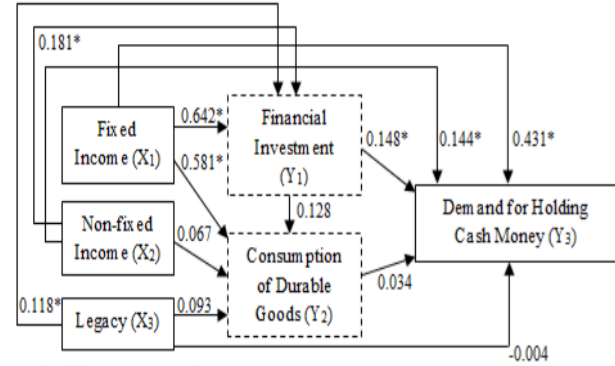 0.181*
Fixed
Income (X₁)
0.642*
0.581*
Financial
Investment
(Y₁)
0.148*
0.144*
0.431*
Demand for Holding
Cash Money (Y₃)
Non-fixed
Income (X₂)
0.067
0.128
Consumption
of Durable
Goods (Y₂)
0.034
0.118*
Legacy (X₃)
0.093
-0.004